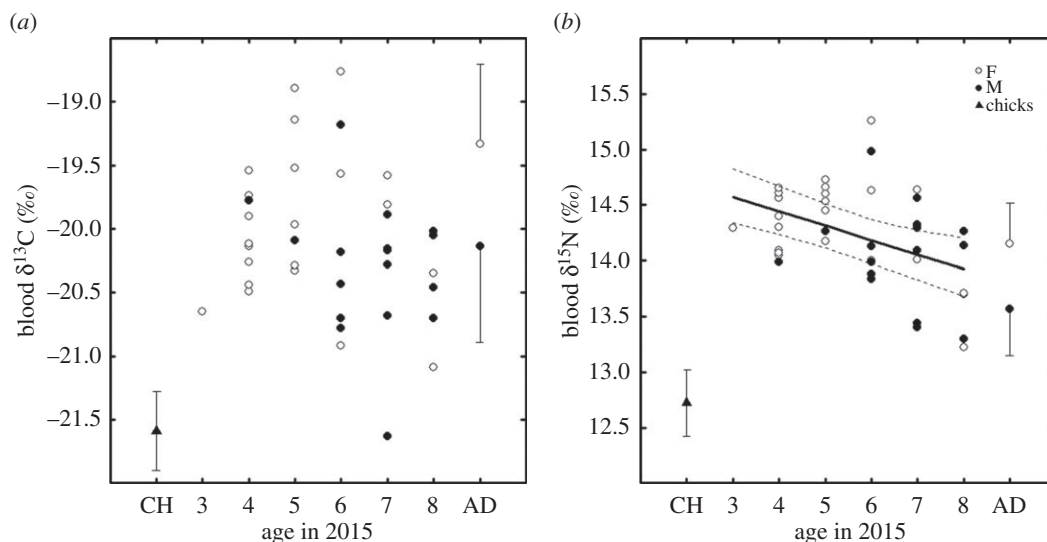 (a)
blood δ13C (‰)
–19.0
–19.5
–20.0
–20.5
–21.0
–21.5
CH 3 4 5 6 7 8 AD
age in 2015
(b)
blood δ15N (‰)
F
M
chicks
15.5
15.0
14.5
14.0
13.5
13.0
12.5
CH 3 4 5 6 7 8 AD
age in 2015